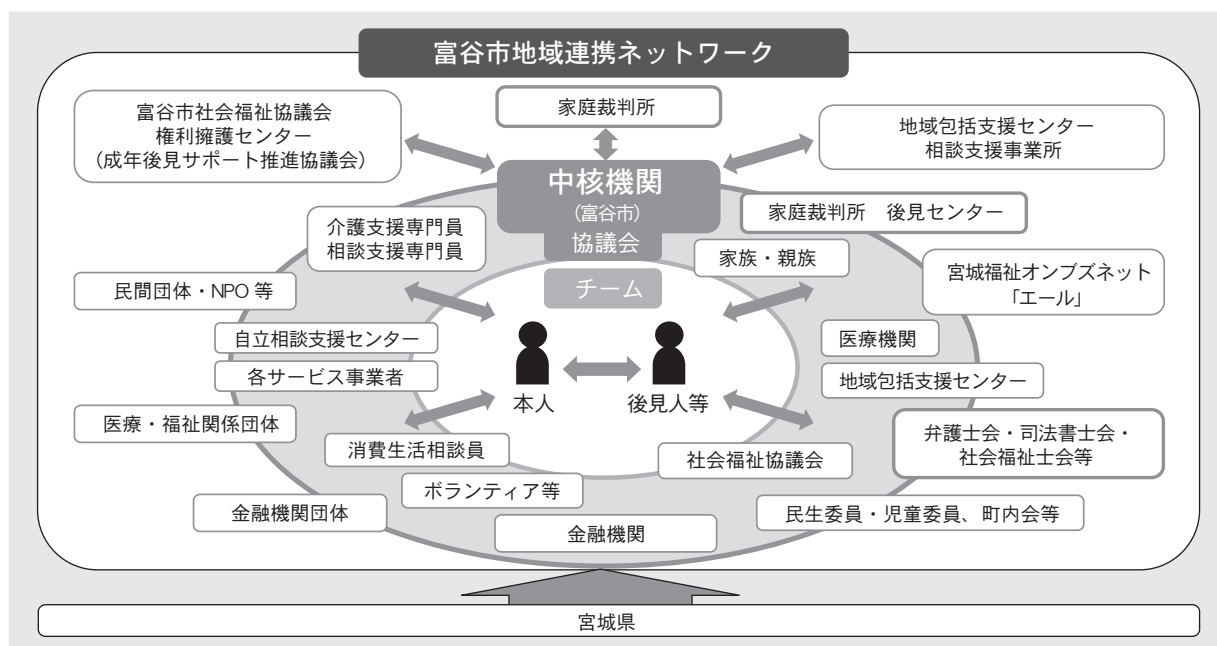 富谷市地域連携ネットワーク
富谷市社会福祉協議会
権利擁護センター
（成年後見サポート推進協議会）
家庭裁判所
地域包括支援センター
相談支援事業所
中核機関
（富谷市）
協議会
家庭裁判所　後見センター
介護支援専門員
相談支援専門員
家族・親族
宮城福祉オンブズネット
「エール」
民間団体・NPO 等
チーム
自立相談支援センター
医療機関
各サービス事業者
地域包括支援センター
本人
後見人等
医療・福祉関係団体
弁護士会・司法書士会・
社会福祉士会等
消費生活相談員
社会福祉協議会
ボランティア等
金融機関団体
民生委員・児童委員、町内会等
金融機関
宮城県